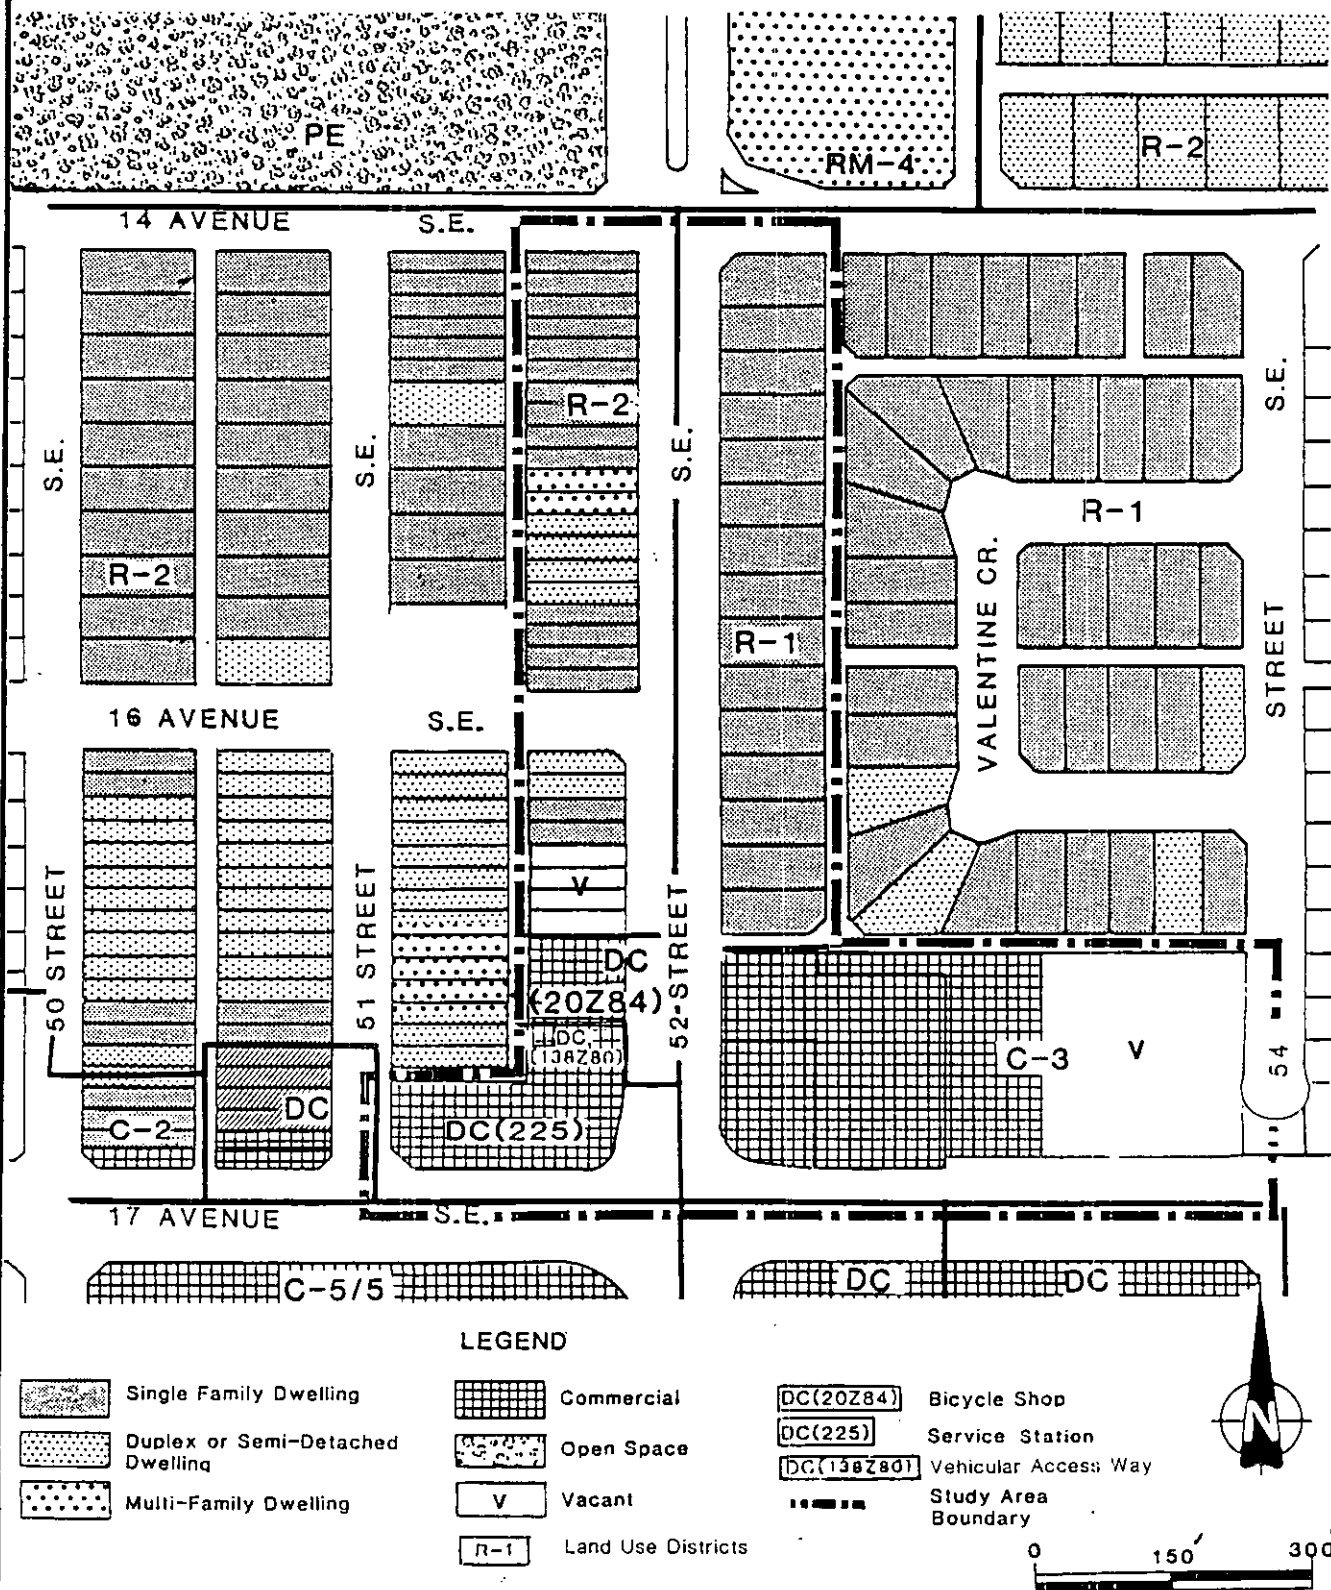 PE
RM-4
R-2
14 AVENUE S.E.
R-2
S.E.
S.E.
S.E.
S.E.
R-1
R-2
R-1
VALENTINE CR.
STREET
16 AVENUE S.E.
V
50 STREET
51 STREET
52-STREET
DC
(20Z84)
DC
(138Z80)
C-3
V
54
DC
C-2
DC(225)
17 AVENUE S.E.
C-5/5
DC
DC
LEGEND
Single Family Dwelling
Duplex or Semi-Detached
Dwelling
Multi-Family Dwelling
Commercial
Open Space
V Vacant
R-1 Land Use Districts
DC(20Z84) Bicycle Shop
DC(225) Service Station
DC(138Z80) Vehicular Access Way
Study Area
Boundary
N
0 150' 300